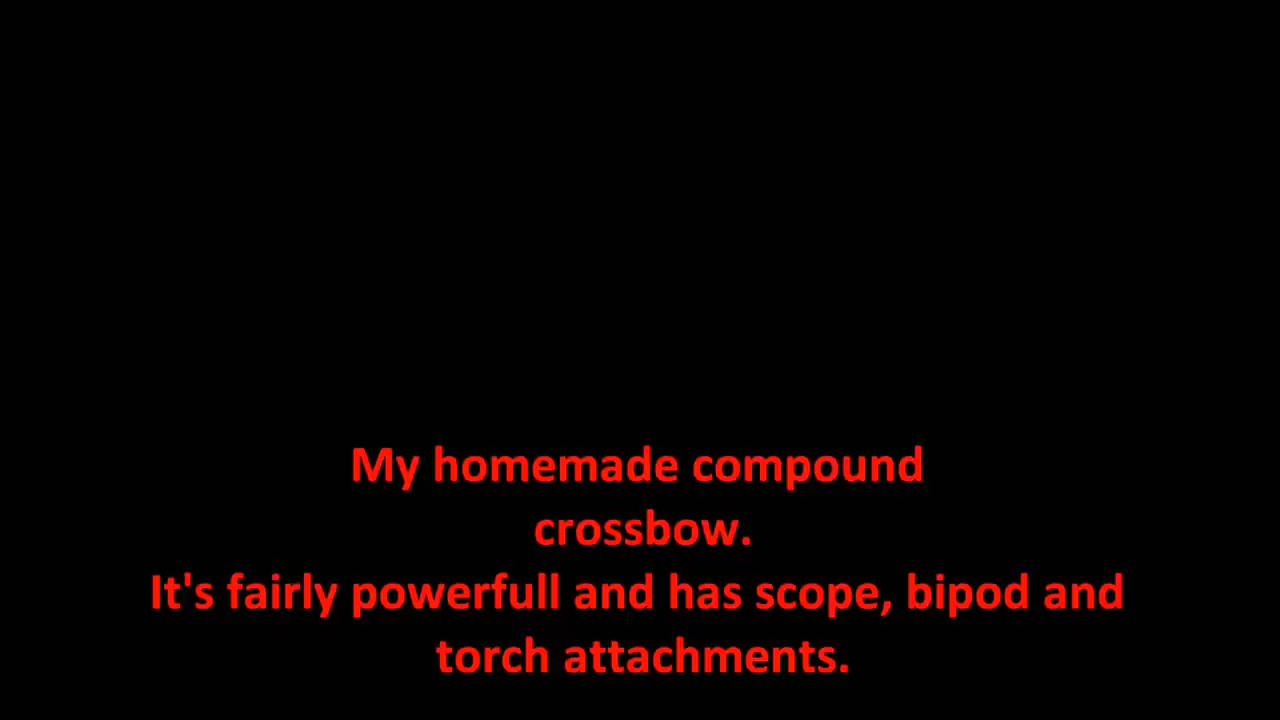 My homemade compound
crossbow.
It's fairly powerfull and has scope, bipod and
torch attachments.